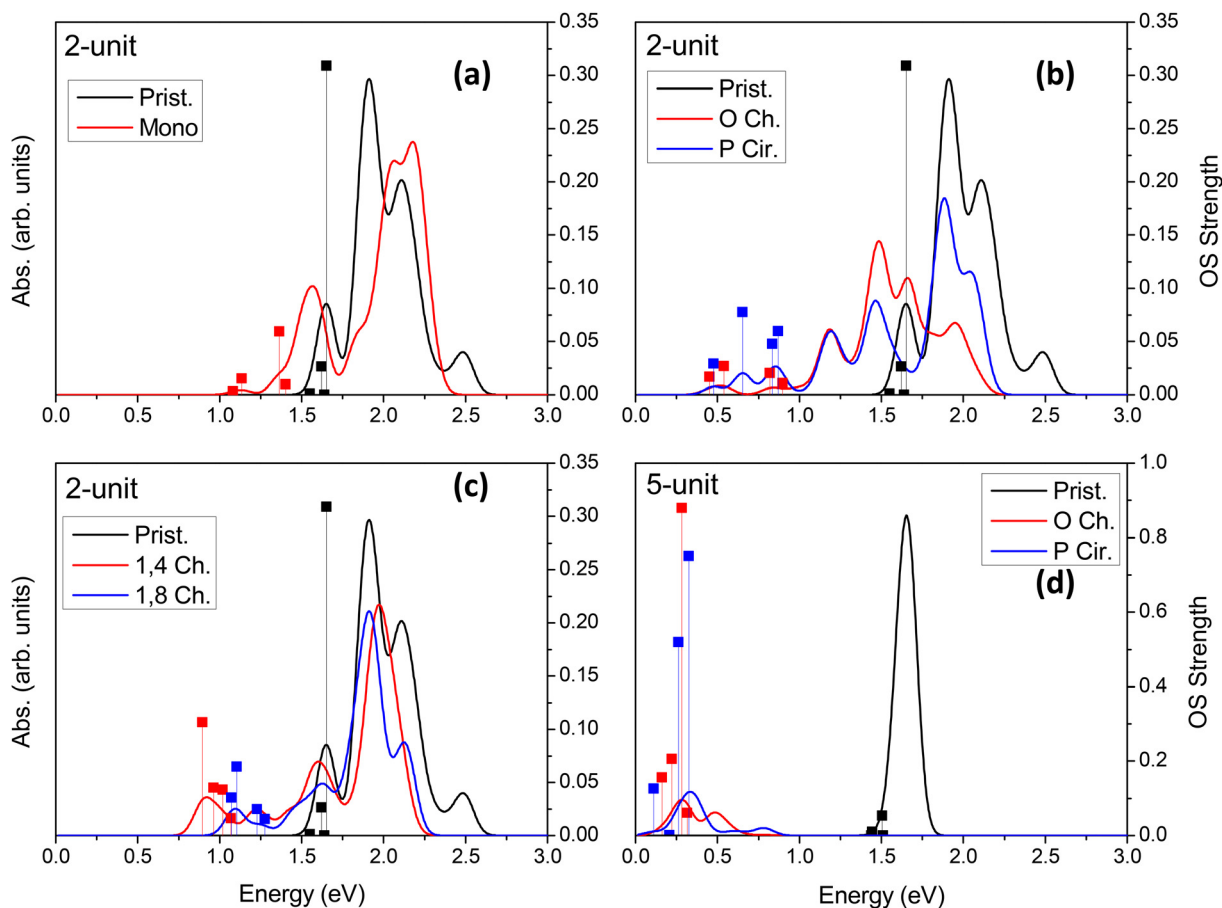 2-unit
(a)
Prist.
Mono
Abs. (arb. units)
0.35
0.30
0.25
0.20
0.15
0.10
0.05
0.00
0.0 0.5 1.0 1.5 2.0 2.5 3.0
2-unit
(b)
Prist.
O Ch.
P Cir.
OS Strength
0.35
0.30
0.25
0.20
0.15
0.10
0.05
0.00
0.0 0.5 1.0 1.5 2.0 2.5 3.0
2-unit
(c)
Prist.
1,4 Ch.
1,8 Ch.
Abs. (arb. units)
0.35
0.30
0.25
0.20
0.15
0.10
0.05
0.00
0.0 0.5 1.0 1.5 2.0 2.5 3.0
Energy (eV)
5-unit
Prist.
O Ch.
P Cir.
(d)
OS Strength
1.0
0.8
0.6
0.4
0.2
0.0
0.0 0.5 1.0 1.5 2.0 2.5 3.0
Energy (eV)